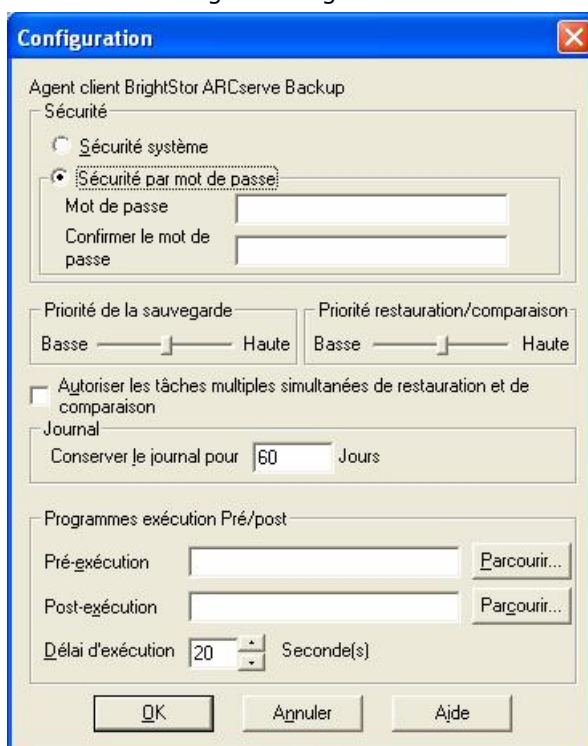 Configuration
Agent client BrightStor ARCserve Backup
Sécurité
Sécurité système
Sécurité par mot de passe
Mot de passe
Confirmer le mot de
passe
Priorité de la sauvegarde
Basse Haute
Priorité restauration/comparaison
Basse Haute
Autoriser les tâches multiples simultanées de restauration et de
comparaison
Journal
Conserver le journal pour 60 Jours
Programmes exécution Pré/post
Pré-exécution Parcourir...
Post-exécution Parcourir...
Délai d'exécution 20 Seconde(s)
OK Annuler Aide